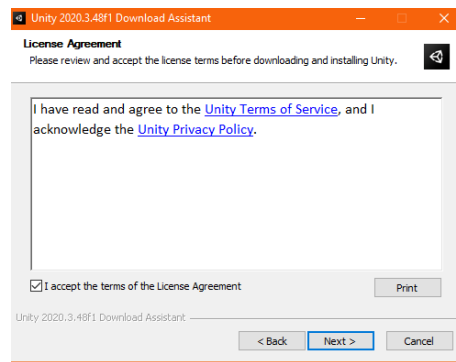 Unity 2020.3.48f1 Download Assistant
License Agreement
Please review and accept the license terms before downloading and installing Unity.
I have read and agree to the Unity Terms of Service, and I
acknowledge the Unity Privacy Policy.
I accept the terms of the License Agreement
Print
Unity 2020.3.48f1 Download Assistant
< Back
Next >
Cancel